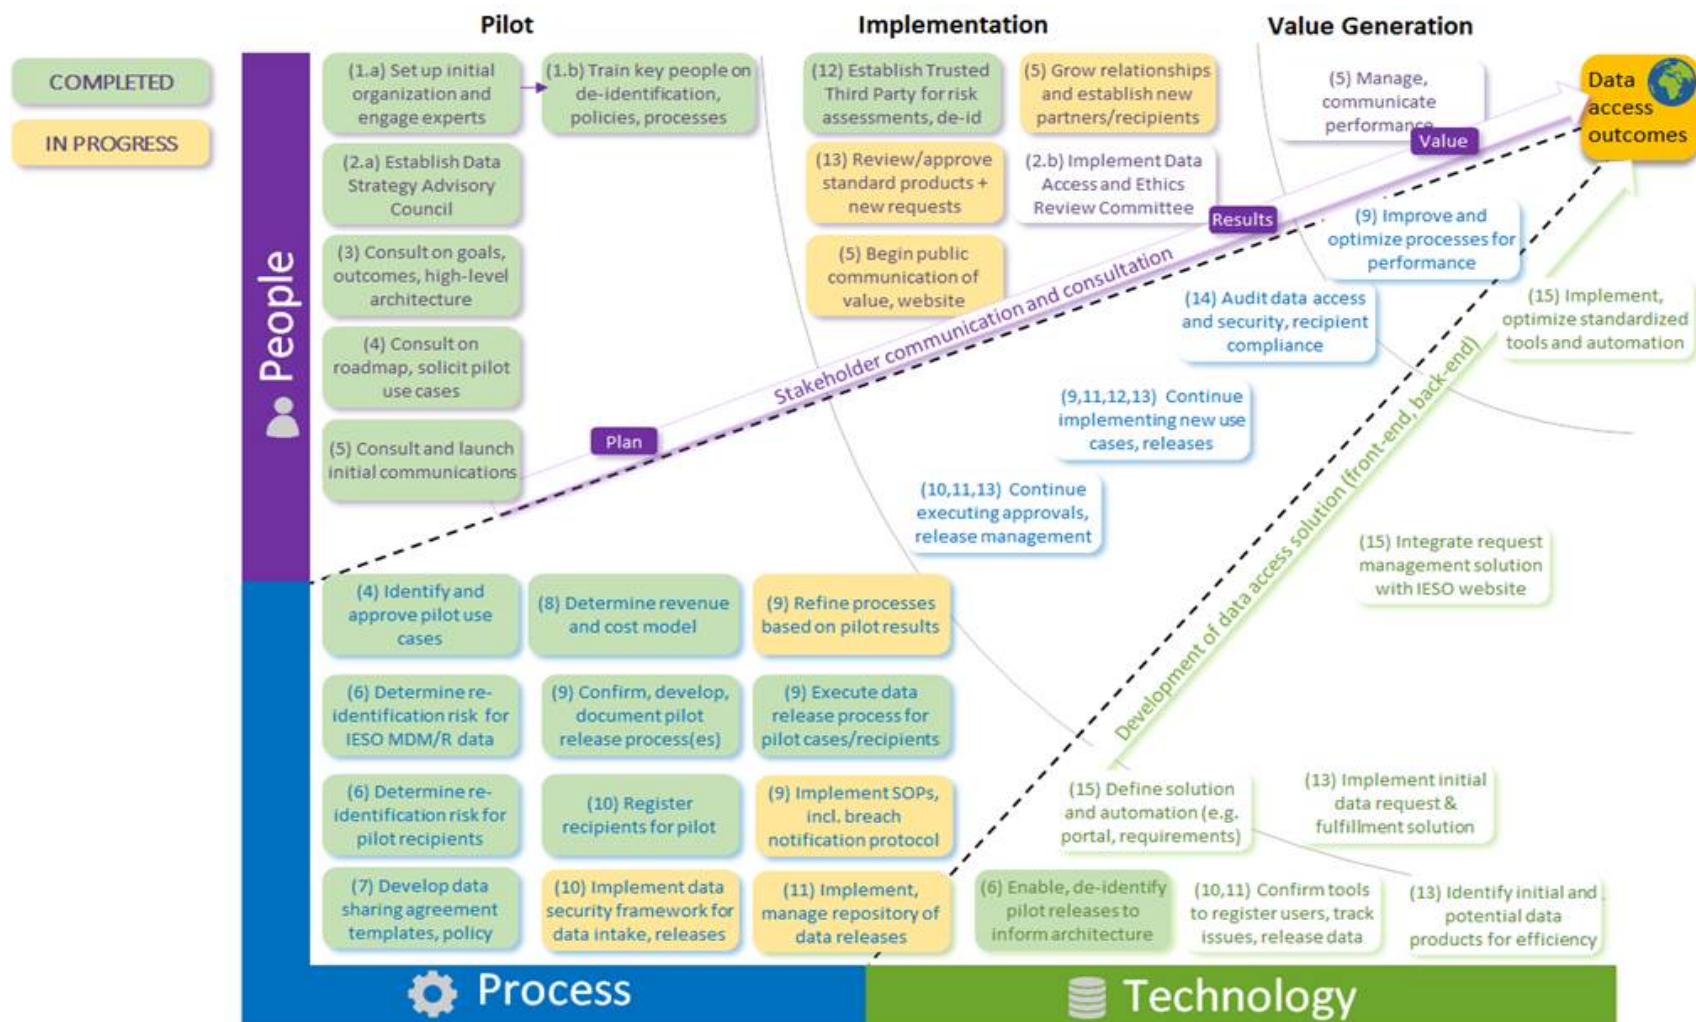 Pilot
Implementation
Value Generation
COMPLETED
IN PROGRESS
(1.a) Set up initial
organization and
engage experts
(1.b) Train key people on
de-identification,
policies, processes
(12) Establish Trusted
Third Party for risk
assessments, de-id
(5) Grow relationships
and establish new
partners/recipients
(5) Manage,
communicate
performance
Data
access
outcomes
Value
(2.a) Establish Data
Strategy Advisory
Council
(13) Review/approve
standard products +
new requests
(2.b) Implement Data
Access and Ethics
Review Committee
Results
(9) Improve and
optimize processes for
performance
(3) Consult on goals,
outcomes, high-level
architecture
(5) Begin public
communication of
value, website
Stakeholder communication and consultation
(14) Audit data access
and security, recipient
compliance
(15) Implement,
optimize standardized
tools and automation
People
(4) Consult on
roadmap, solicit pilot
use cases
(9,11,12,13) Continue
implementing new use
cases, releases
(5) Consult and launch
initial communications
Plan
(10,11,13) Continue
executing approvals,
release management
Development of data access solution (front-end, back-end)
(15) Integrate request
management solution
with IESO website
(4) Identify and
approve pilot use
cases
(8) Determine revenue
and cost model
(9) Refine processes
based on pilot results
(6) Determine re-
identification risk for
IESO MDM/R data
(9) Confirm, develop,
document pilot
release process(es)
(9) Execute data
release process for
pilot cases/recipients
(6) Determine re-
identification risk for
pilot recipients
(10) Register
recipients for pilot
(9) Implement SOPs,
incl. breach
notification protocol
(15) Define solution
and automation (e.g.
portal, requirements)
(13) Implement initial
data request &
fulfillment solution
(7) Develop data
sharing agreement
templates, policy
(10) Implement data
security framework for
data intake, releases
(11) Implement,
manage repository of
data releases
(6) Enable, de-identify
pilot releases to
inform architecture
(10,11) Confirm tools
to register users, track
issues, release data
(13) Identify initial and
potential data
products for efficiency
Process
Technology